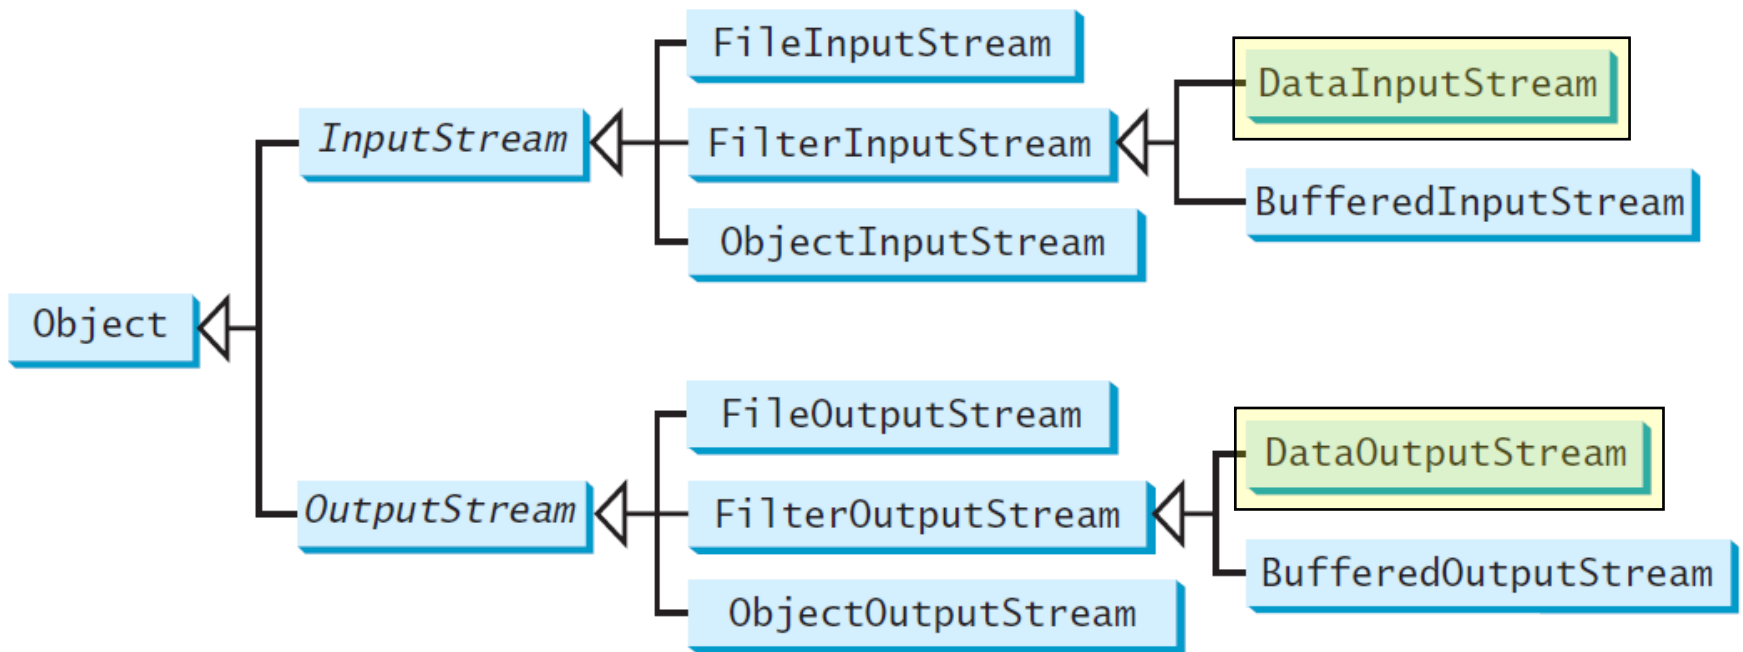 FileInputStream
DataInputStream
InputStream
FilterInputStream
BufferedInputStream
ObjectInputStream
Object
FileOutputStream
DataOutputStream
OutputStream
FilterOutputStream
BufferedOutputStream
ObjectOutputStream